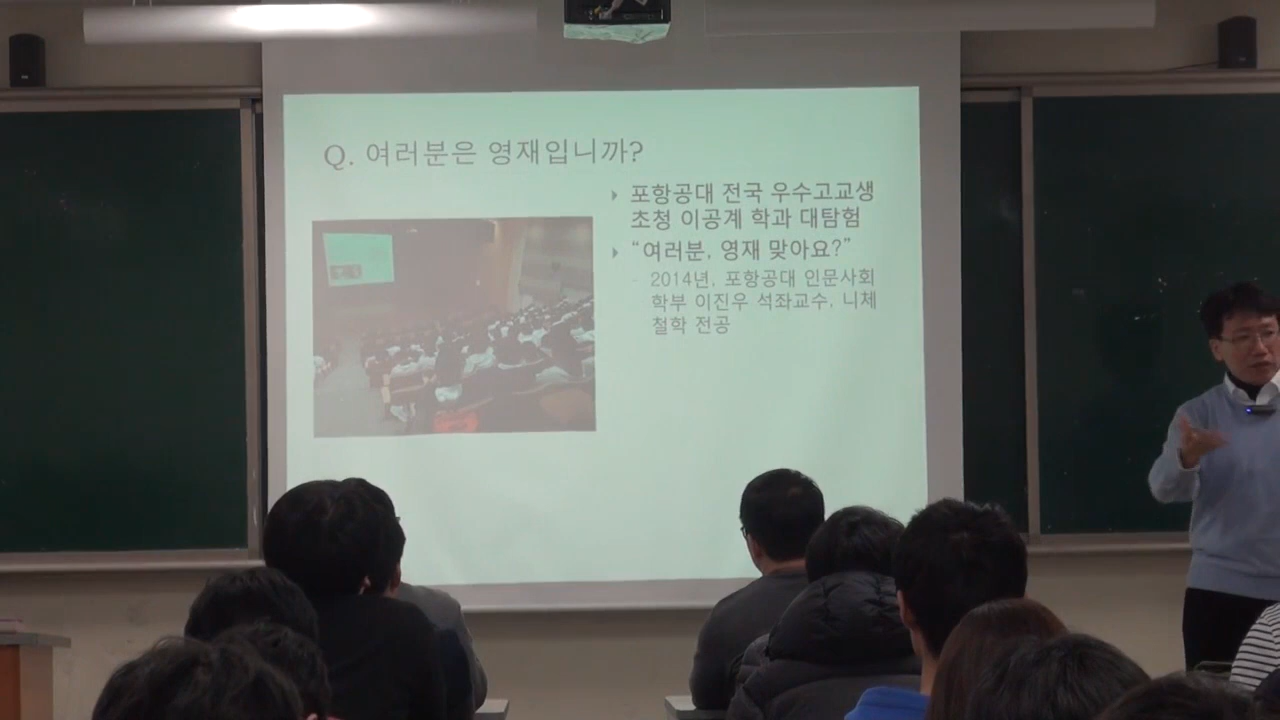 Q. 여러분은 영재입니까?
포항공대 전국 우수고교생
초청 이공계 학과 대탐험
“여러분, 영재 맞아요?”
2014년, 포항공대 인문사회
학부 이진우 석좌교수, 니체
철학 전공